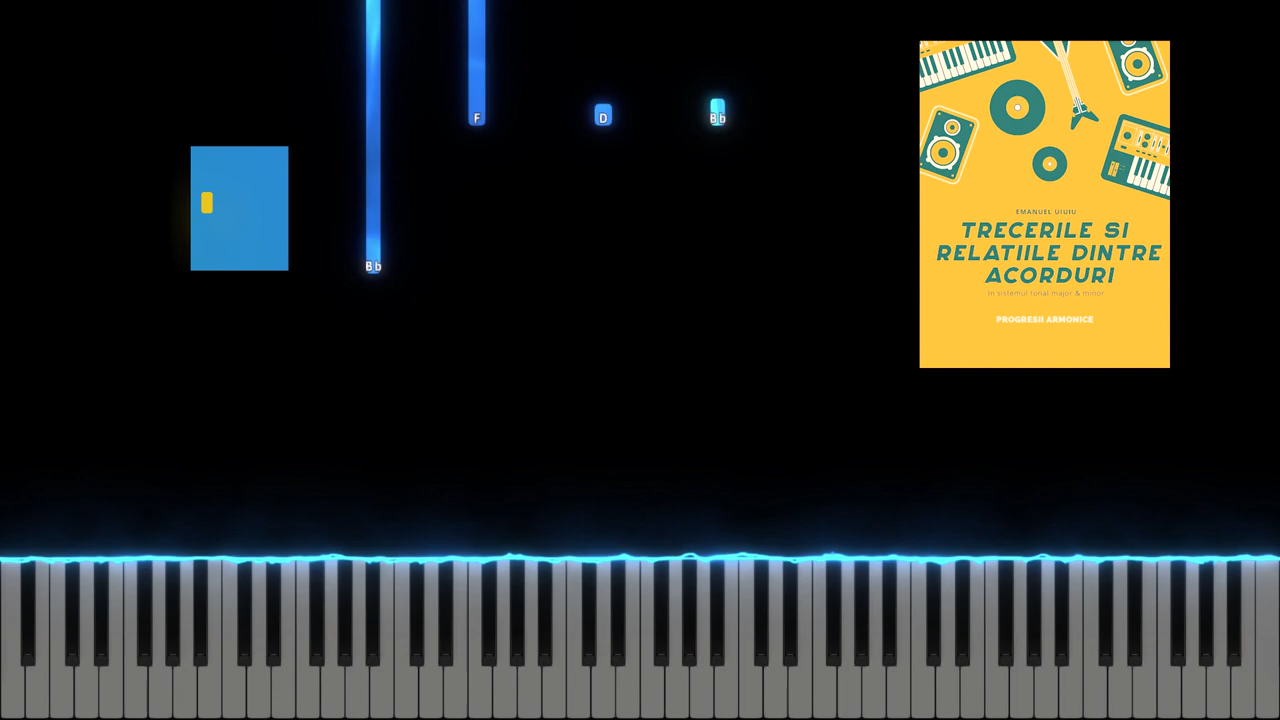 F
D
Bb
Bb
EMANUEL UIUIU
TRECERILE SI
RELATIILE DINTRE
ACORDURI
In sistemul tonal major & minor
PROGRESII ARMONICE